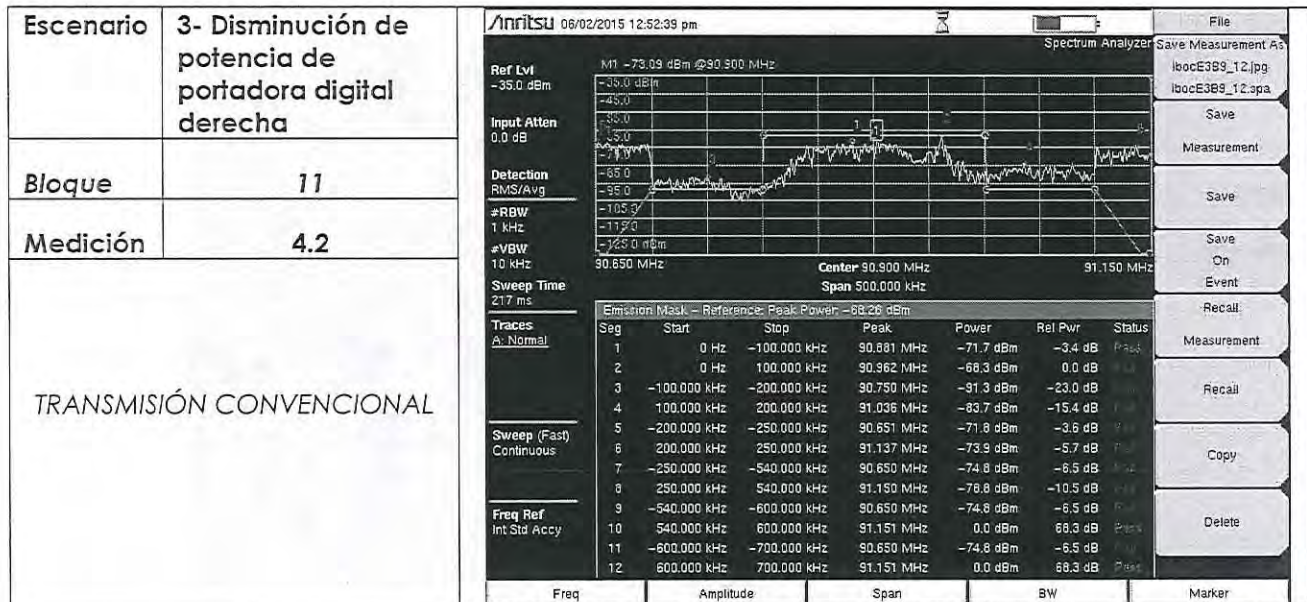 Escenario
3- Disminución de
potencia de
portadora digital
derecha
Bloque
11
Medición
4.2
TRANSMISIÓN CONVENCIONAL
Anritsu 06/02/2015 12:52:39 pm
Spectrum Analyzer
M1 -73.09 dBm @90.900 MHz
Ref Lvl
-35.0 dBm
Input Atten
0.0 dB
Detection
RMS/Avg
#RBW
1 kHz
#VBW
10 kHz
Sweep Time
217 ms
Traces
A: Normal
Sweep (Fast)
Continuous
Freq Ref
Int Std Accy
-35.0 dBm
-45.0
-85.0
-95.0
-105.0
-115.0
-125.0 dBm
90.650 MHz
Center 90.900 MHz
91.150 MHz
Span 500.000 kHz
Emission Mask - Reference: Peak Power: -68.26 dBm
Seg Start Stop Peak Power Rel Pwr Status
1 0 Hz -100.000 kHz 90.881 MHz -71.7 dBm -3.4 dB Pass
2 0 Hz 100.000 kHz 90.962 MHz -68.3 dBm 0.0 dB
3 -100.000 kHz -200.000 kHz 90.750 MHz -91.3 dBm -23.0 dB
4 100.000 kHz 200.000 kHz 91.036 MHz -83.7 dBm -15.4 dB
5 -200.000 kHz -250.000 kHz 90.651 MHz -71.8 dBm -3.6 dB
6 200.000 kHz 250.000 kHz 91.137 MHz -73.9 dBm -5.7 dB
7 -250.000 kHz -540.000 kHz 90.650 MHz -74.8 dBm -6.5 dB
8 250.000 kHz 540.000 kHz 91.150 MHz -78.8 dBm -10.5 dB
9 -540.000 kHz -600.000 kHz 90.650 MHz -74.8 dBm -6.5 dB
10 540.000 kHz 600.000 kHz 91.151 MHz 0.0 dBm 68.3 dB Pass
11 -600.000 kHz -700.000 kHz 90.650 MHz -74.8 dBm -6.5 dB
12 600.000 kHz 700.000 kHz 91.151 MHz 0.0 dBm 68.3 dB Pass
File
Save Measurement As
ibocE3B9_12.jpg
ibocE3B9_12.spa
Save
Measurement
Save
Save
On
Event
Recall
Measurement
Recall
Copy
Delete
Freq
Amplitude
Span
BW
Marker